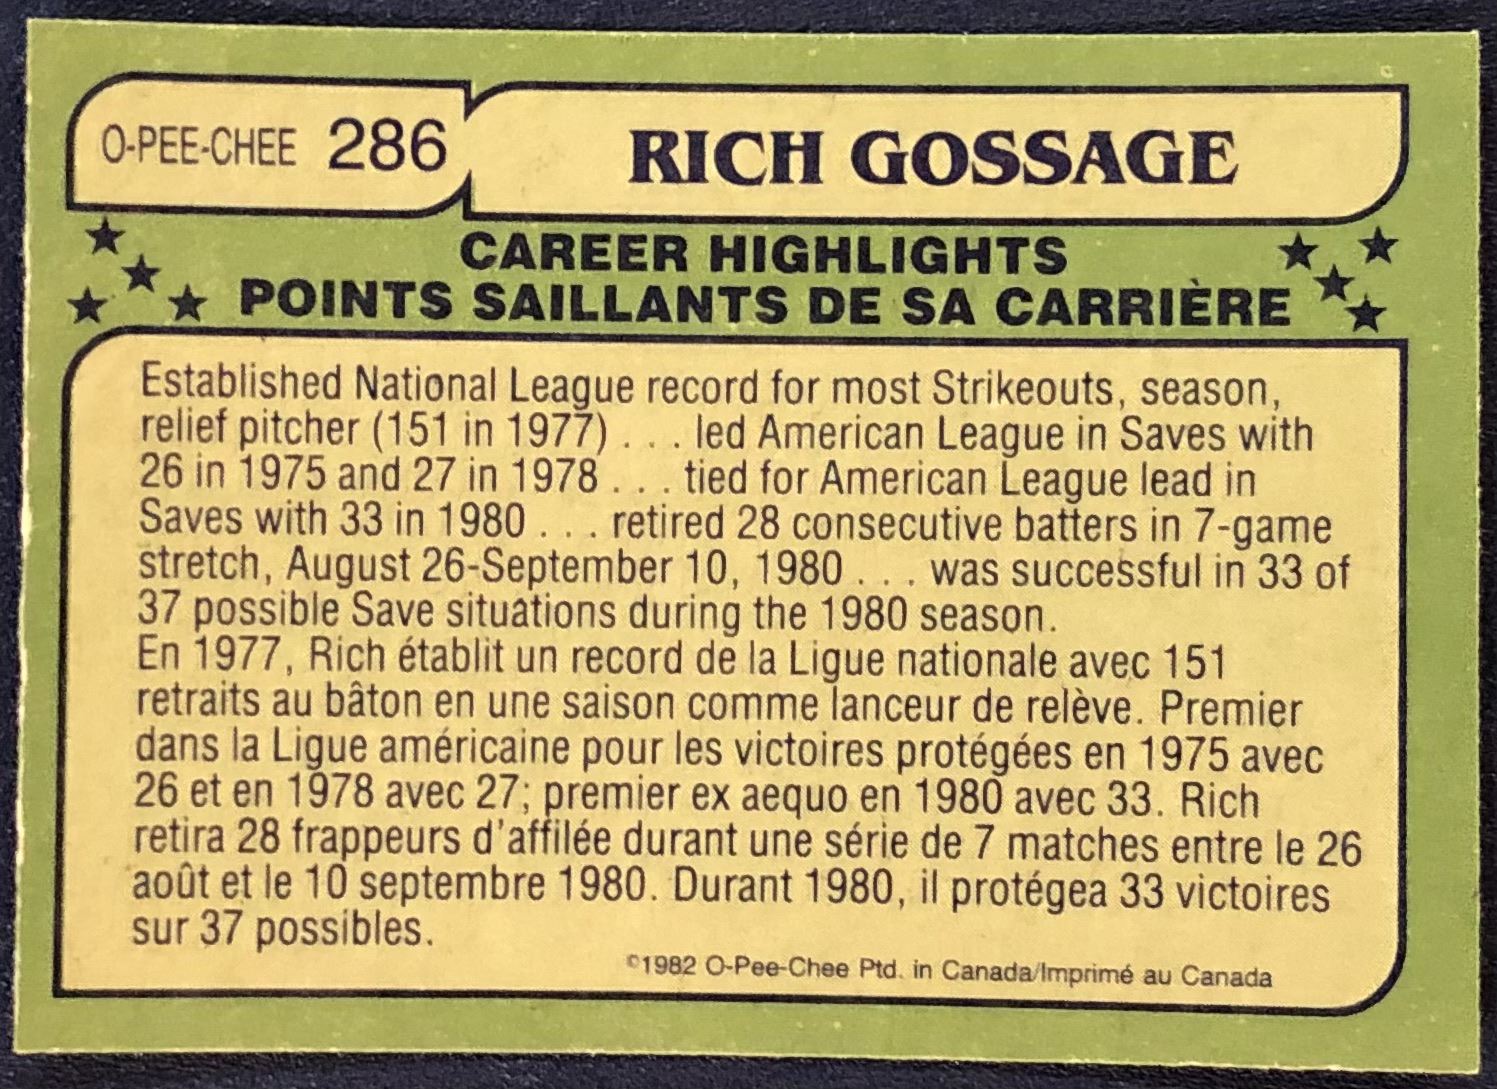 O-PEE-CHEE 286
RICH GOSSAGE
CAREER HIGHLIGHTS
POINTS SAILLANTS DE SA CARRIÈRE
Established National League record for most Strikeouts, season,
relief pitcher (151 in 1977) . . . led American League in Saves with
26 in 1975 and 27 in 1978 . . . tied for American League lead in
Saves with 33 in 1980 . . . retired 28 consecutive batters in 7-game
stretch, August 26-September 10, 1980 . . . was successful in 33 of
37 possible Save situations during the 1980 season.
En 1977, Rich établit un record de la Ligue nationale avec 151
retraits au bâton en une saison comme lanceur de relève. Premier
dans la Ligue américaine pour les victoires protégées en 1975 avec
26 et en 1978 avec 27; premier ex aequo en 1980 avec 33. Rich
retira 28 frappeurs d'affilée durant une série de 7 matches entre le 26
août et le 10 septembre 1980. Durant 1980, il protégea 33 victoires
sur 37 possibles.
©1982 O-Pee-Chee Ptd. in Canada/Imprimé au Canada